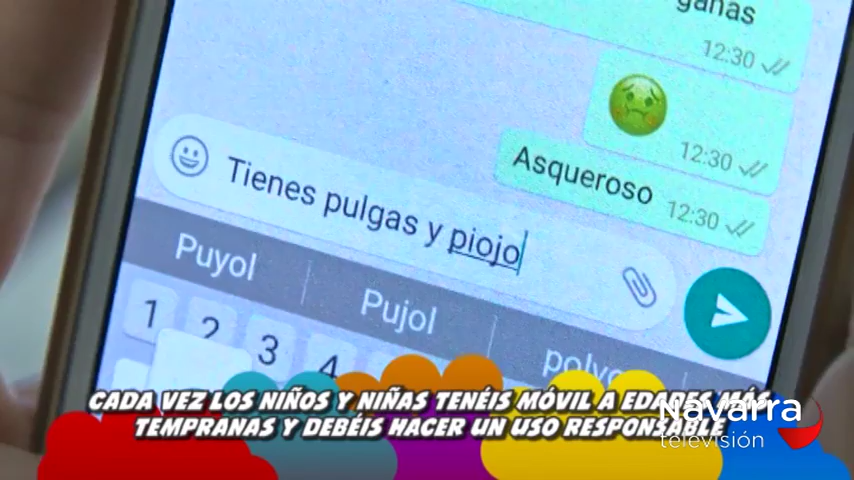 ganas
12:30
12:30
Asqueroso 12:30
Tienes pulgas y piojo
Puyol Pujol
1 2 3 4
CADA VEZ LOS NIÑOS Y NIÑAS TENÉIS MÓVIL A EDADES MÁS
TEMPRANAS Y DEBÉIS HACER UN USO RESPONSABLE
Navarra
televisión